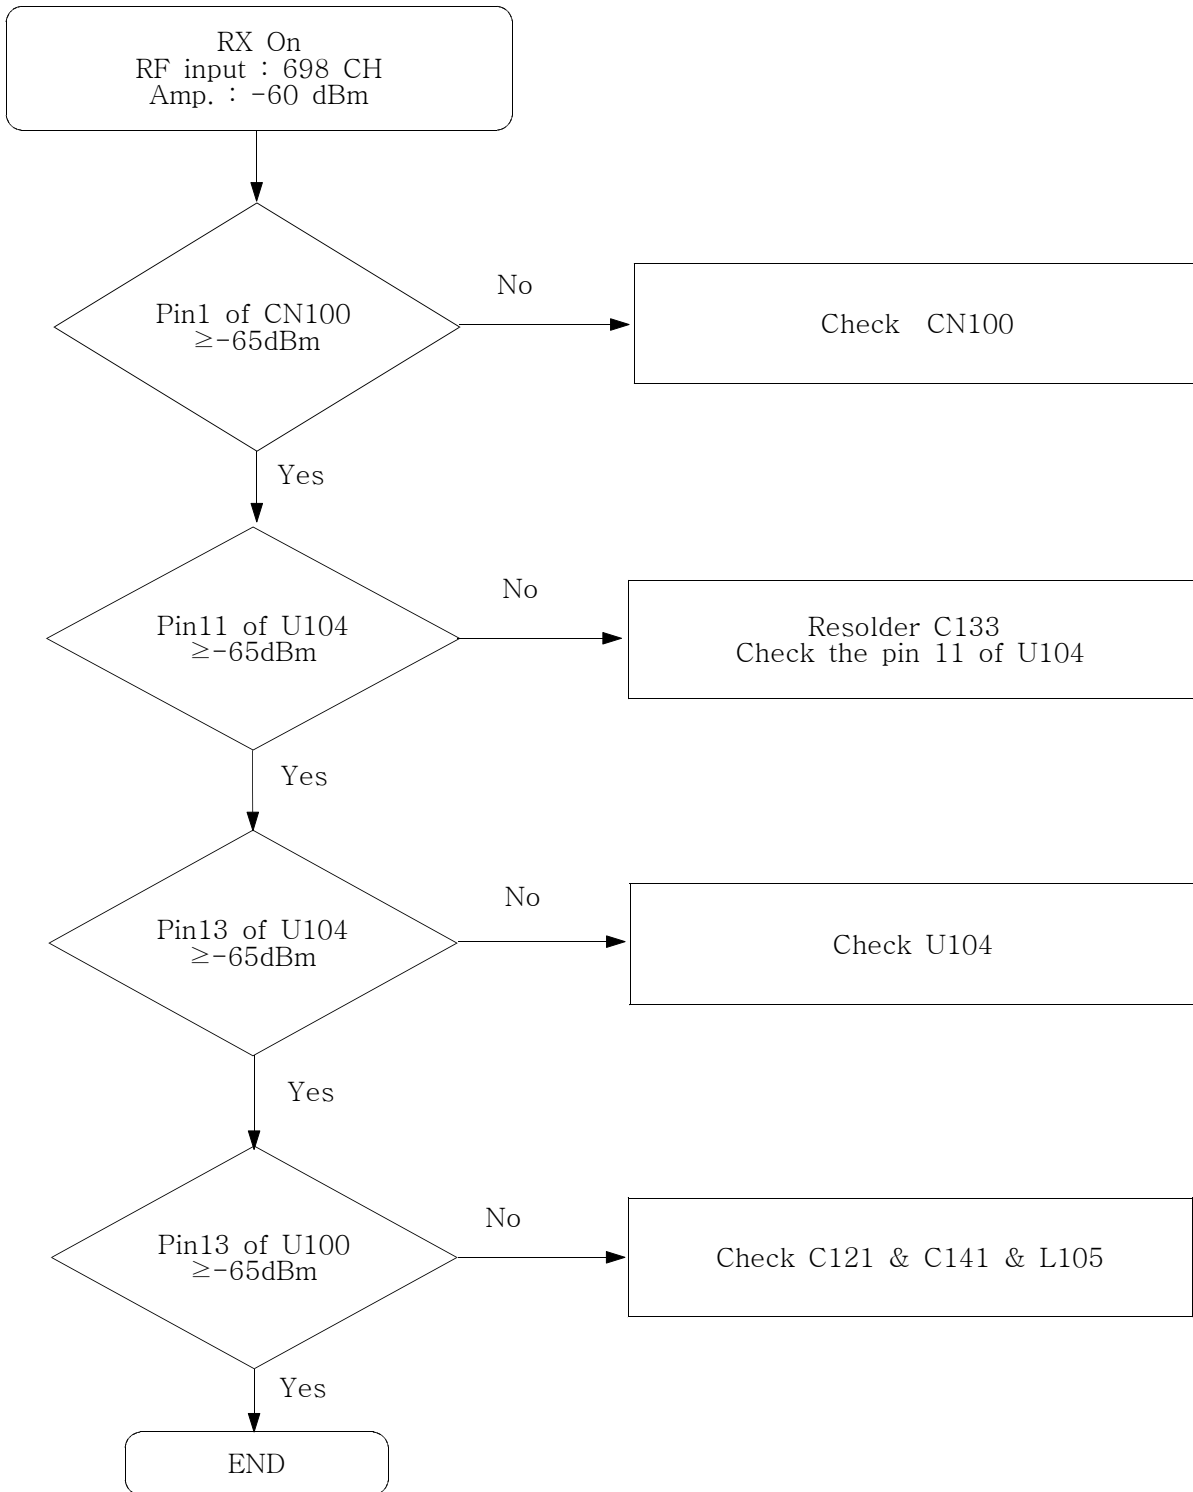 RX On
RF input : 698 CH
Amp. : -60 dBm
Pin1 of CN100
≥-65dBm
No
Check CN100
Yes
Pin11 of U104
≥-65dBm
No
Resolder C133
Check the pin 11 of U104
Yes
Pin13 of U104
≥-65dBm
No
Check U104
Yes
Pin13 of U100
≥-65dBm
No
Check C121 & C141 & L105
Yes
END